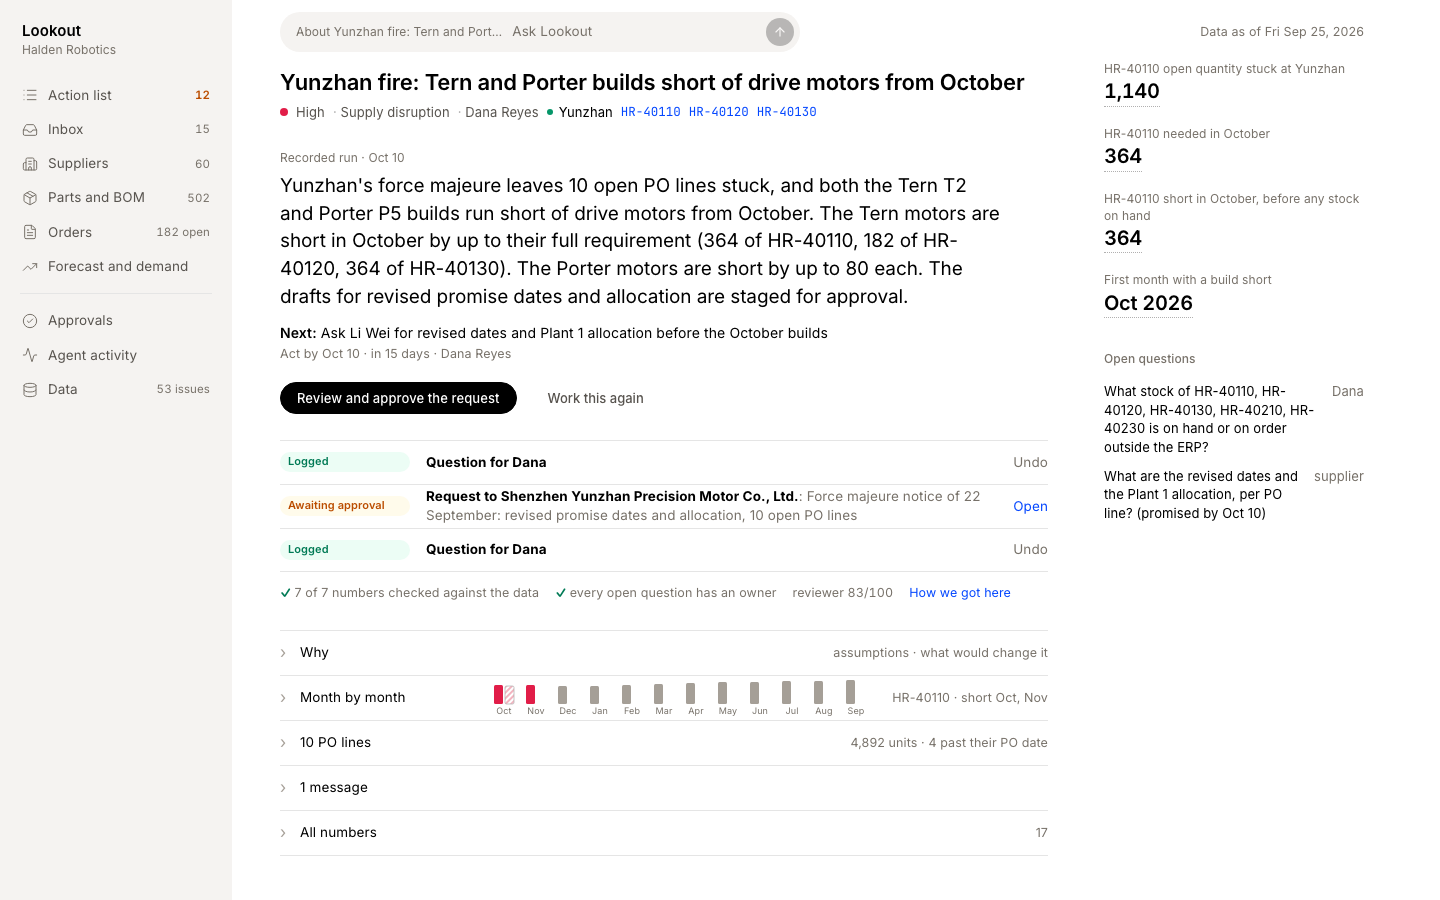 Lookout
Halden Robotics
Action list 12
Inbox 15
Suppliers 60
Parts and BOM 502
Orders 182 open
Forecast and demand
Approvals
Agent activity
Data 53 issues
About Yunzhan fire: Tern and Port... Ask Lookout
Data as of Fri Sep 25, 2026
Yunzhan fire: Tern and Porter builds short of drive motors from October
High · Supply disruption · Dana Reyes Yunzhan HR-40110 HR-40120 HR-40130
Recorded run · Oct 10
Yunzhan's force majeure leaves 10 open PO lines stuck, and both the Tern T2
and Porter P5 builds run short of drive motors from October. The Tern motors are
short in October by up to their full requirement (364 of HR-40110, 182 of HR-
40120, 364 of HR-40130). The Porter motors are short by up to 80 each. The
drafts for revised promise dates and allocation are staged for approval.
Next: Ask Li Wei for revised dates and Plant 1 allocation before the October builds
Act by Oct 10 · in 15 days · Dana Reyes
Review and approve the request Work this again
Logged Question for Dana Undo
Awaiting approval Request to Shenzhen Yunzhan Precision Motor Co., Ltd.: Force majeure notice of 22
September: revised promise dates and allocation, 10 open PO lines Open
Logged Question for Dana Undo
7 of 7 numbers checked against the data every open question has an owner reviewer 83/100 How we got here
Why assumptions · what would change it
Month by month HR-40110 · short Oct, Nov
Oct Nov Dec Jan Feb Mar Apr May Jun Jul Aug Sep
10 PO lines 4,892 units · 4 past their PO date
1 message
All numbers 17
HR-40110 open quantity stuck at Yunzhan
1,140
HR-40110 needed in October
364
HR-40110 short in October, before any stock
on hand
364
First month with a build short
Oct 2026
Open questions
What stock of HR-40110, HR- Dana
40120, HR-40130, HR-40210, HR-
40230 is on hand or on order
outside the ERP?
What are the revised dates and supplier
the Plant 1 allocation, per PO
line? (promised by Oct 10)